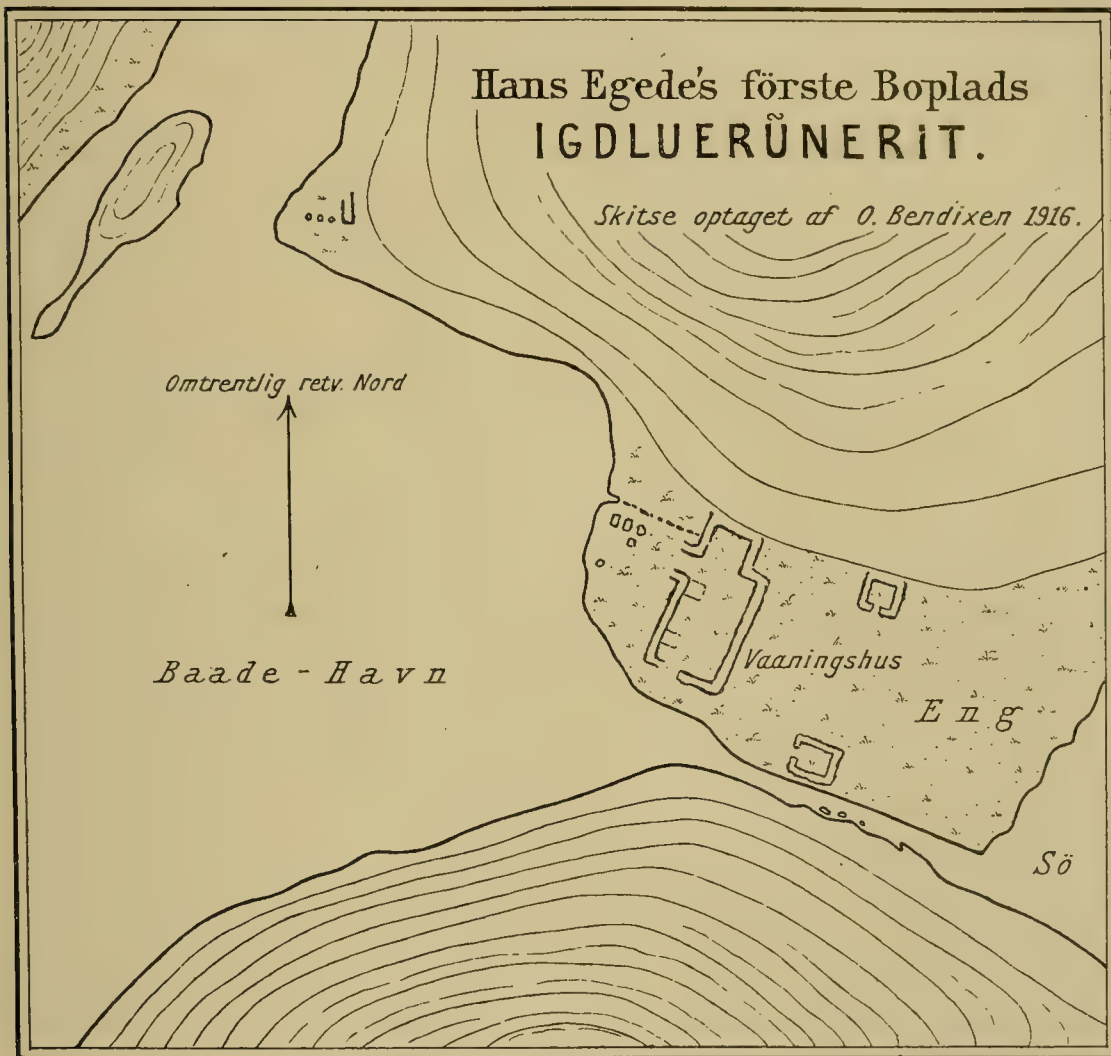 Hans Egede's förste Boplads
IGDLUERŨNERIT.
Skitse optaget af O. Bendixen 1916.
Omtrentlig retv. Nord
Baade-Havn
Vaaningshus
Eng
Sö